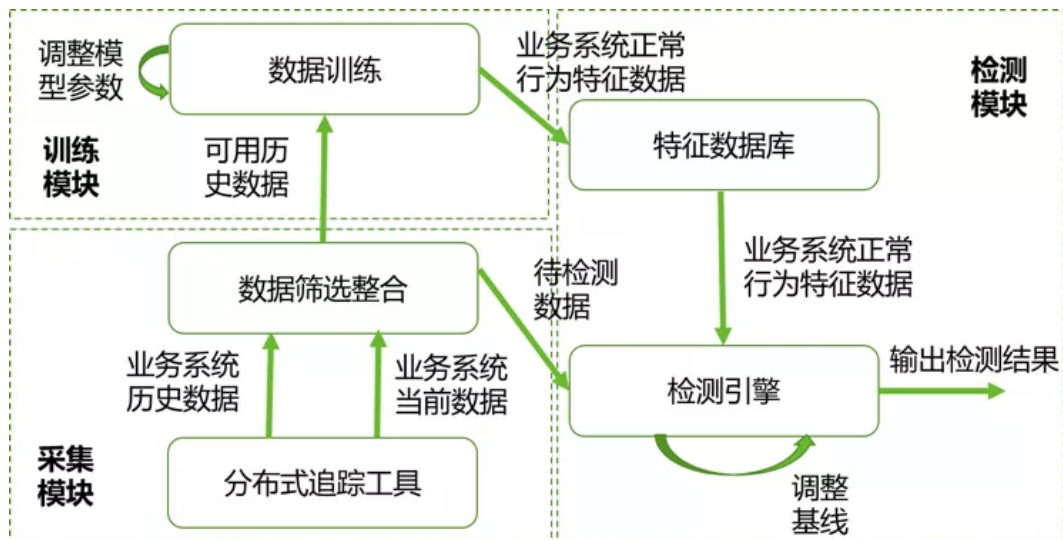 调整模
型参数
数据训练
业务系统正常
行为特征数据
检测
模块
训练
模块
可用历
史数据
特征数据库
数据筛选整合
待检测
数据
业务系统正常
行为特征数据
业务系统
历史数据
业务系统
当前数据
检测引擎
输出检测结果
采集
模块
分布式追踪工具
调整
基线